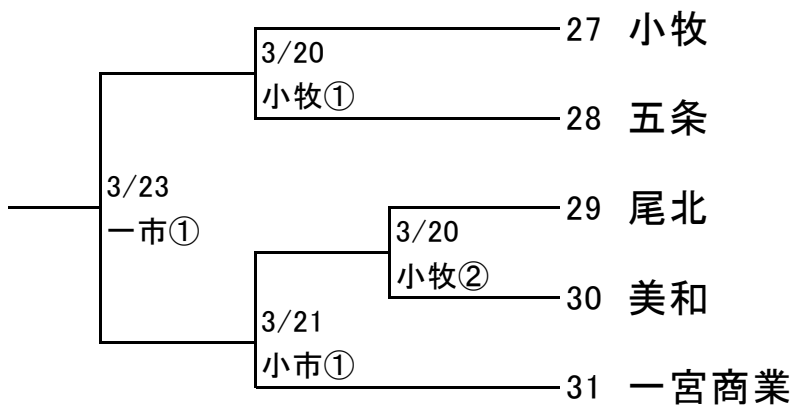 27 小牧
3/20
小牧①
28 五条
3/23
一市①
29 尾北
3/20
小牧②
30 美和
3/21
小市①
31 一宮商業